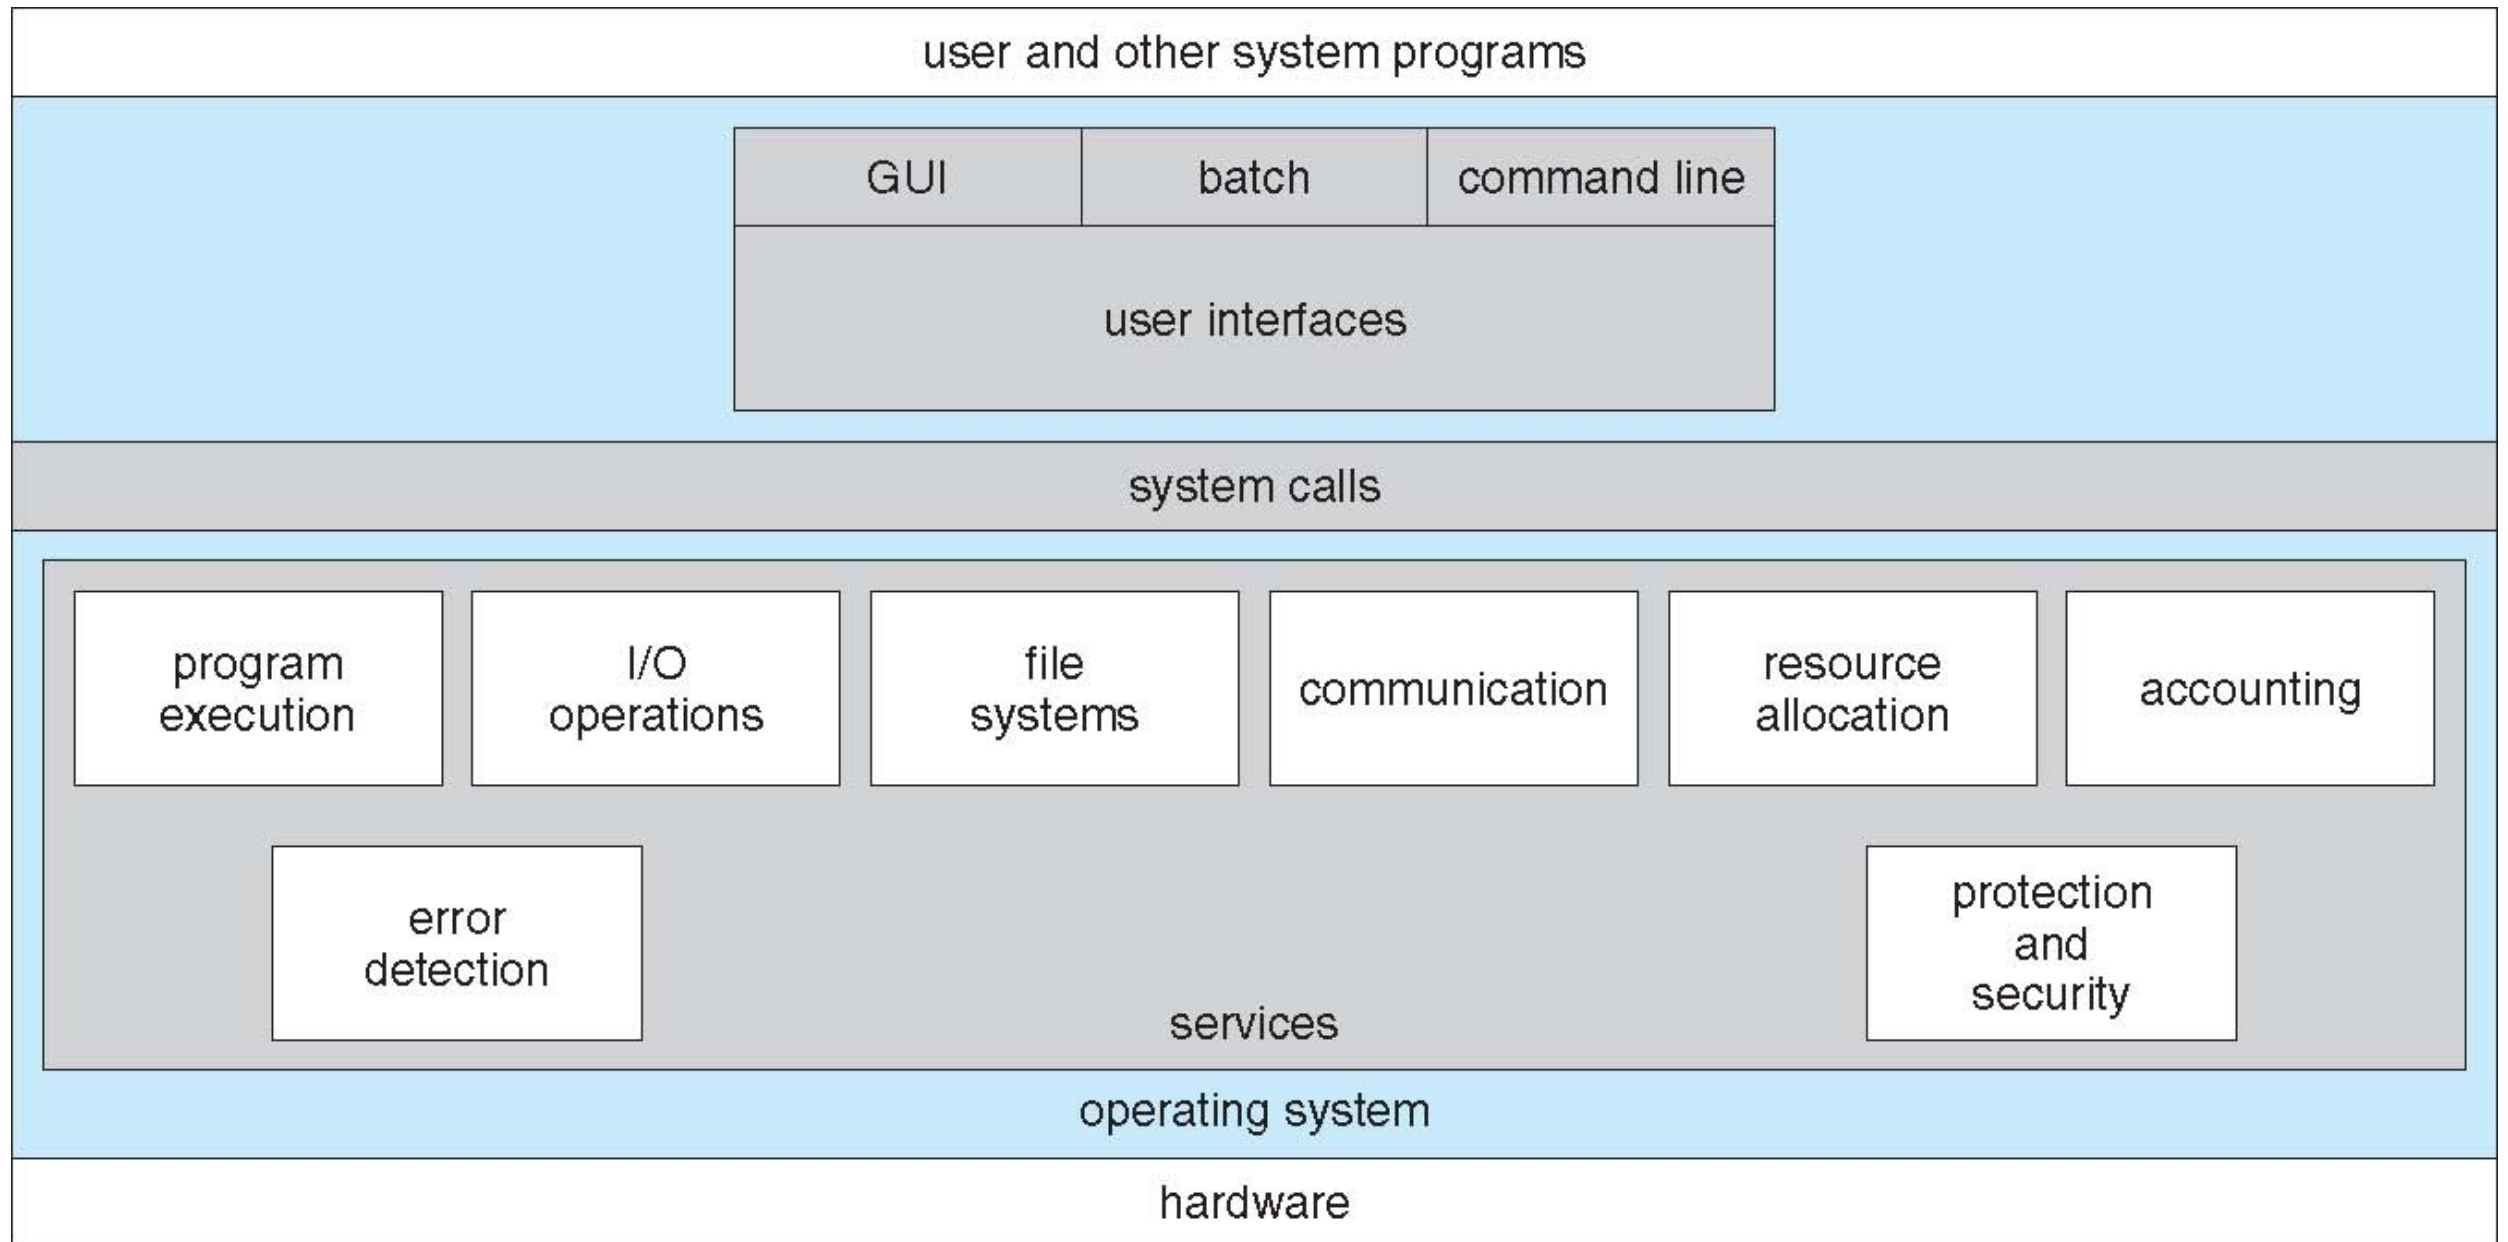 user and other system programs
GUI
batch
command line
user interfaces
system calls
program
execution
I/O
operations
file
systems
communication
resource
allocation
accounting
error
detection
protection
and
security
services
operating system
hardware